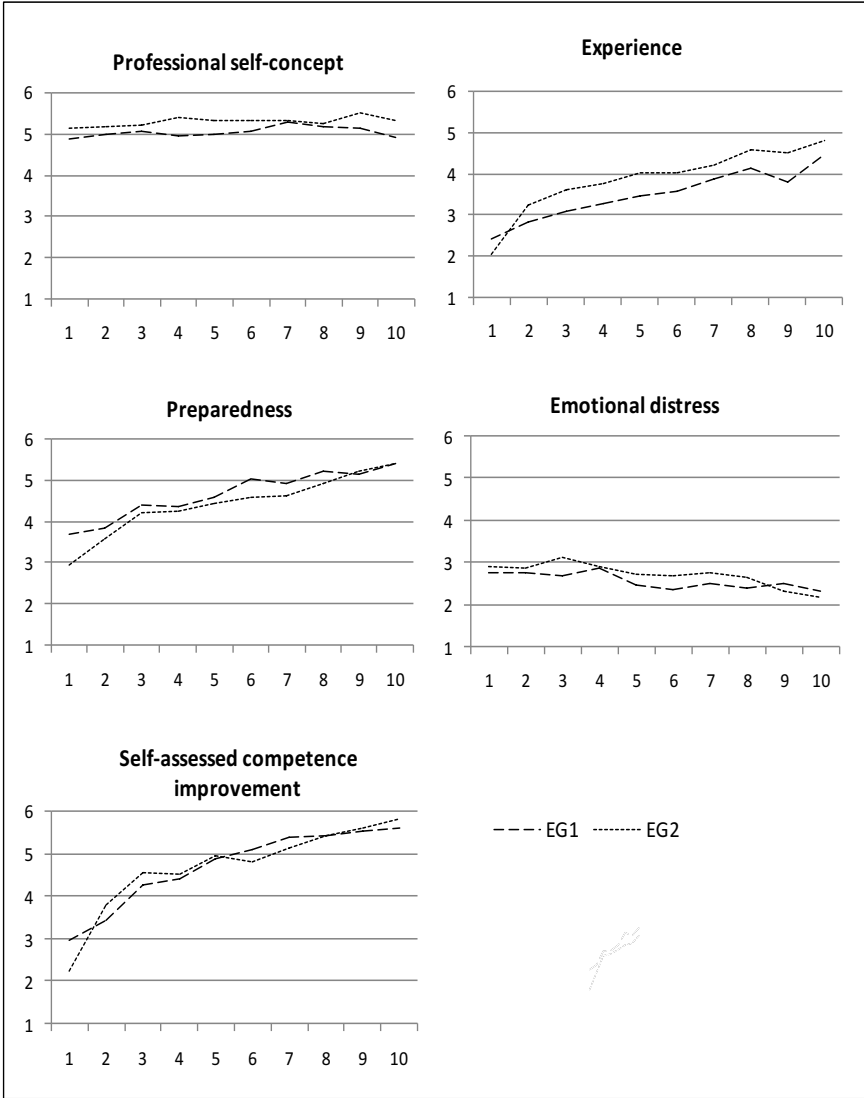 Professional self-concept
6
5
4
3
2
1
1 2 3 4 5 6 7 8 9 10
Experience
6
5
4
3
2
1
1 2 3 4 5 6 7 8 9 10
Preparedness
6
5
4
3
2
1
1 2 3 4 5 6 7 8 9 10
Emotional distress
6
5
4
3
2
1
1 2 3 4 5 6 7 8 9 10
Self-assessed competence
improvement
6
5
4
3
2
1
1 2 3 4 5 6 7 8 9 10
EG1 EG2